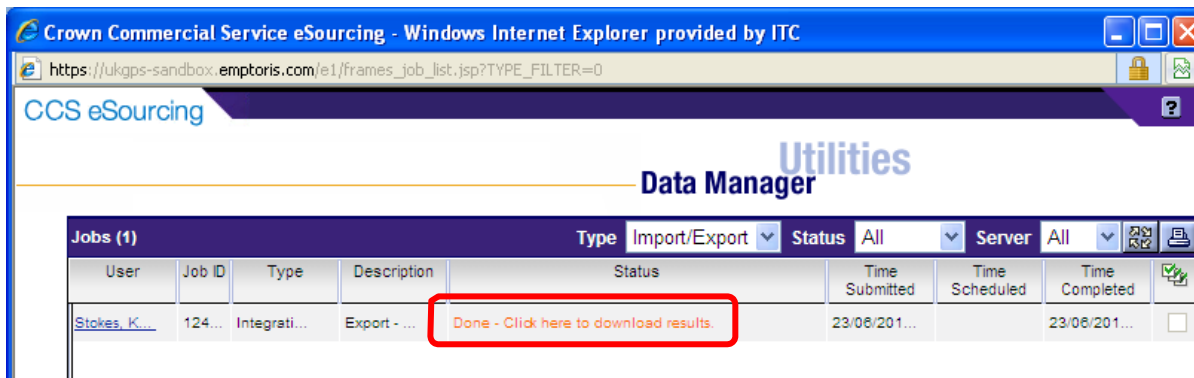 Crown Commercial Service eSourcing - Windows Internet Explorer provided by ITC
https://ukgps-sandbox.emptoris.com/e1/frames_job_list.jsp?TYPE_FILTER=0
CCS eSourcing
?
Utilities
Data Manager
Jobs (1) Type Import/Export Status All Server All
User Job ID Type Description Status Time Submitted Time Scheduled Time Completed
Stokes, K... 124... Integrati... Export - ... Done - Click here to download results. 23/06/201... 23/06/201...